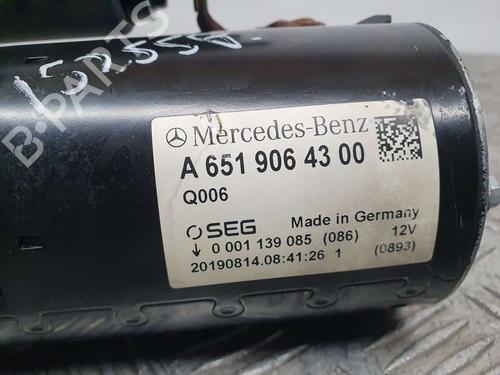 B-PARTS
Mercedes-Benz
A 651 906 43 00
Q006
SEG Made in Germany
↓ 0 001 139 085 (086) 12V
20190814.08:41:26 1 (0893)